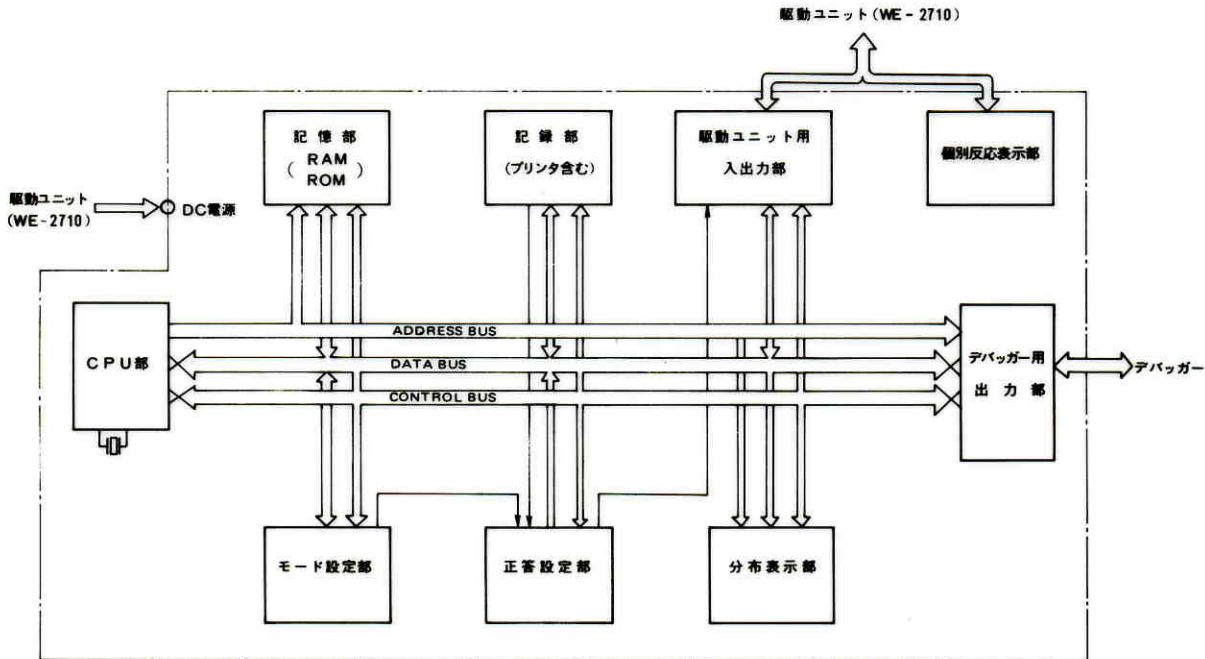 駆動ユニット(WE-2710)
記憶部
(RAM
ROM)
記録部
(プリンタ含む)
駆動ユニット用
入出力部
個別反応表示部
駆動ユニット
(WE-2710)
DC電源
ADDRESS BUS
CPU部
DATA BUS
デバッガー用
出力部
デバッガー
CONTROL BUS
モード設定部
正答設定部
分布表示部